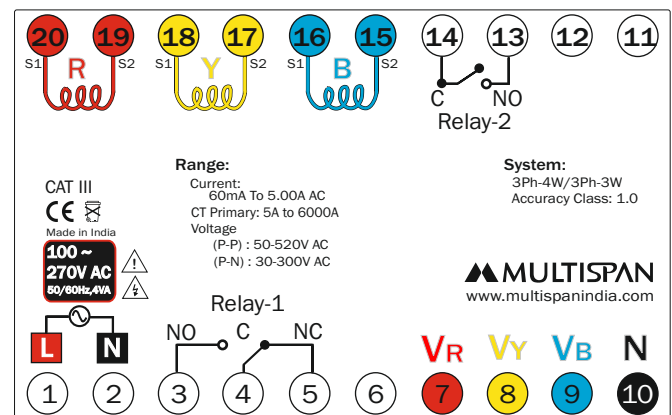 20 19 18 17 16 15 14 13 12 11
S1 R S2 S1 Y S2 S1 B S2
C NO
Relay-2
Range:
Current:
60mA To 5.00A AC
CT Primary: 5A to 6000A
Voltage
(P-P) : 50-520V AC
(P-N) : 30-300V AC
System:
3Ph-4W/3Ph-3W
Accuracy Class: 1.0
CAT III
CE
Made in India
100 ~
270V AC
50/60Hz,4VA
MULTISPAN
www.multispanindia.com
Relay-1
NO C NC
L N
VR VY VB N
1 2 3 4 5 6 7 8 9 10